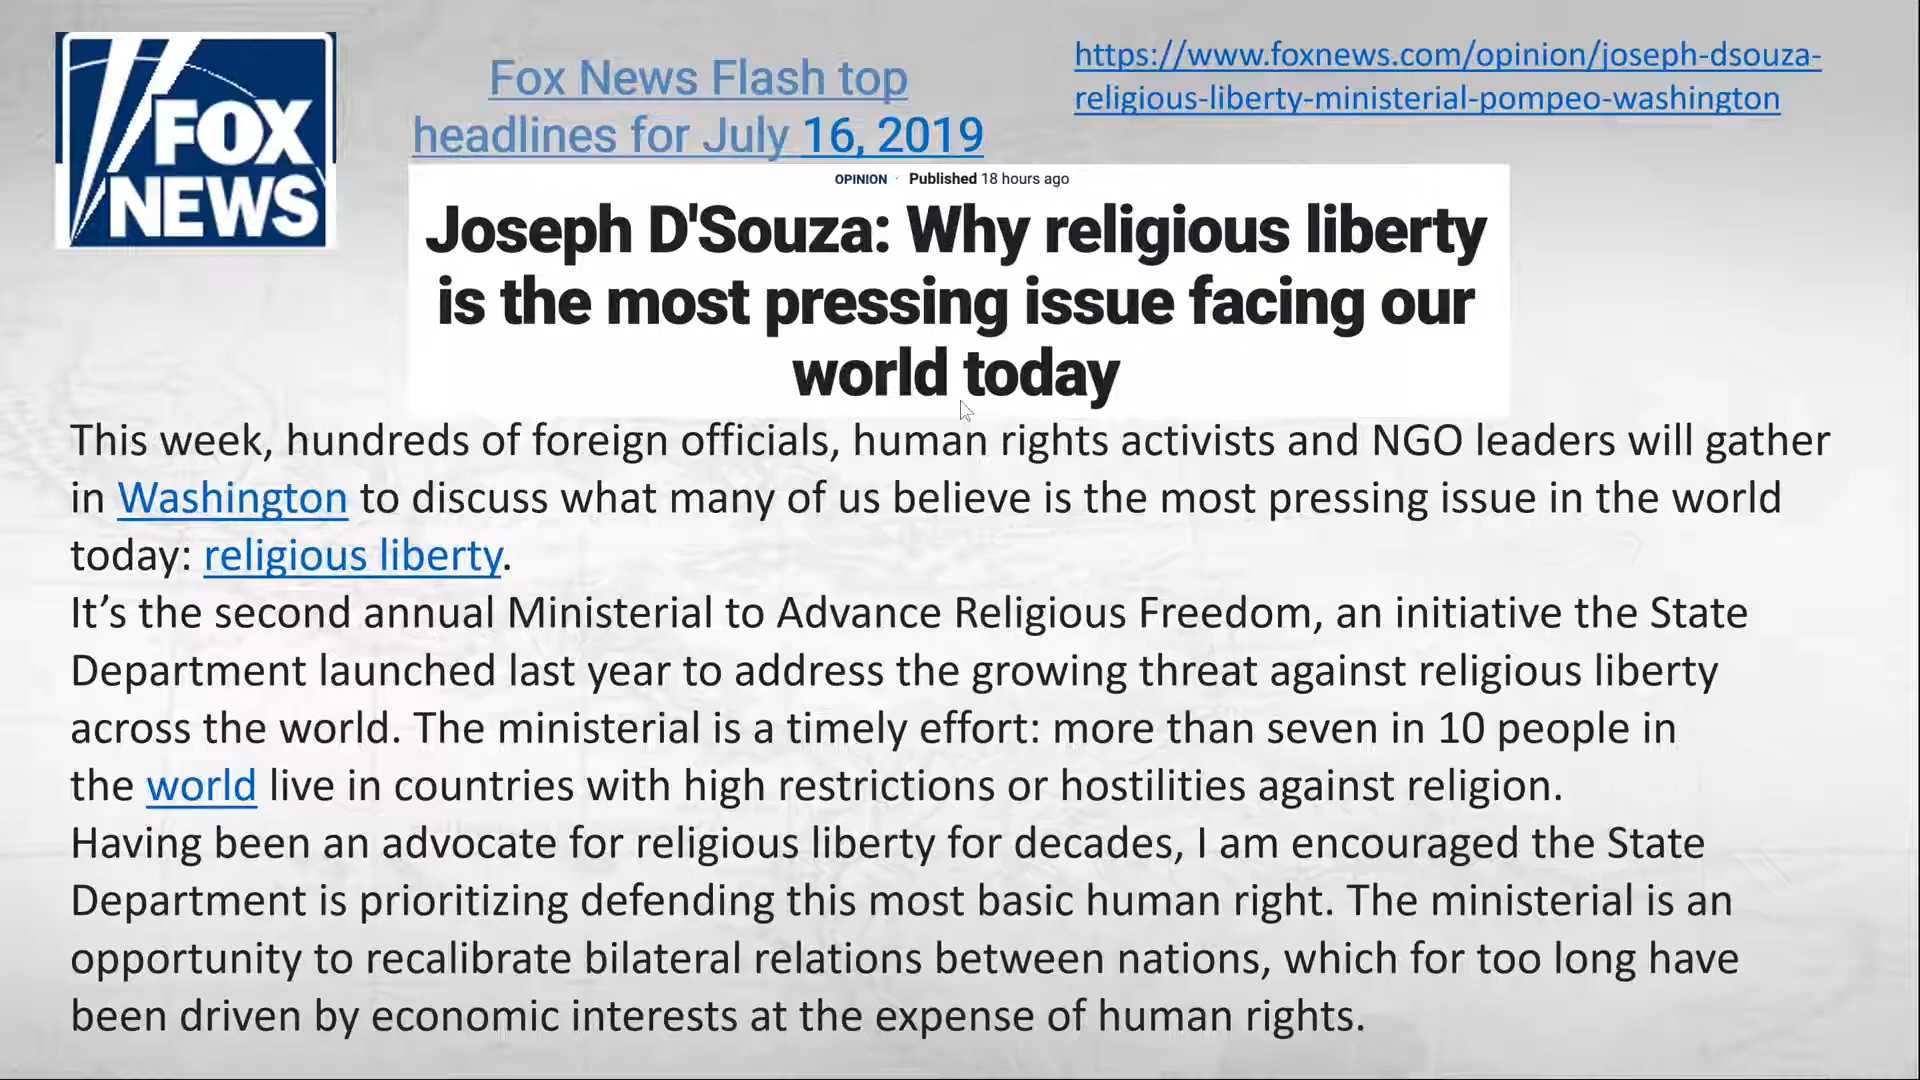 FOX
NEWS
Fox News Flash top
headlines for July 16, 2019
https://www.foxnews.com/opinion/joseph-dsouza-
religious-liberty-ministerial-pompeo-washington
OPINION · Published 18 hours ago
Joseph D'Souza: Why religious liberty
is the most pressing issue facing our
world today
This week, hundreds of foreign officials, human rights activists and NGO leaders will gather
in Washington to discuss what many of us believe is the most pressing issue in the world
today: religious liberty.
It’s the second annual Ministerial to Advance Religious Freedom, an initiative the State
Department launched last year to address the growing threat against religious liberty
across the world. The ministerial is a timely effort: more than seven in 10 people in
the world live in countries with high restrictions or hostilities against religion.
Having been an advocate for religious liberty for decades, I am encouraged the State
Department is prioritizing defending this most basic human right. The ministerial is an
opportunity to recalibrate bilateral relations between nations, which for too long have
been driven by economic interests at the expense of human rights.